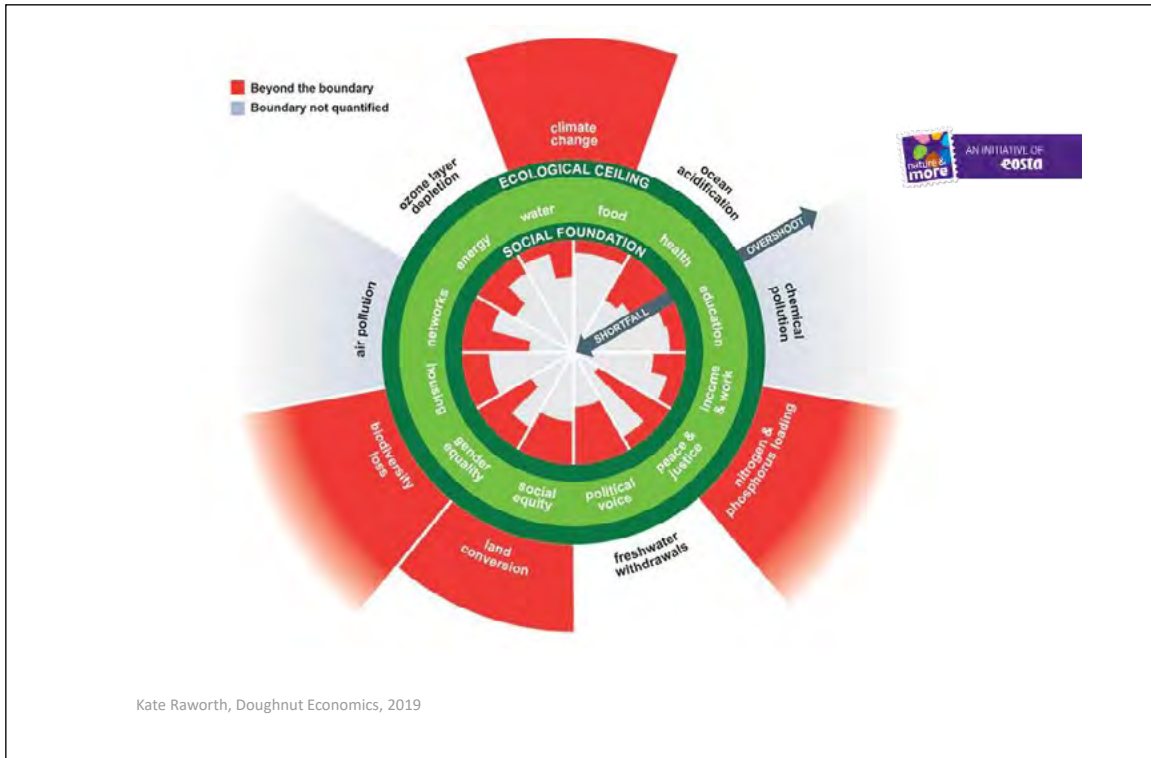 Beyond the boundary
Boundary not quantified
climate
change
ozone layer
depletion
ocean
acidification
nature &
more
AN INITIATIVE OF
eosta
ECOLOGICAL CEILING
water
food
energy
health
SOCIAL FOUNDATION
OVERSHOOT
SHORTFALL
networks
education
air pollution
chemical
pollution
housing
income
& work
gender
equality
peace &
justice
social
equity
political
voice
biodiversity
loss
nitrogen &
phosphorus loading
land
conversion
freshwater
withdrawals
Kate Raworth, Doughnut Economics, 2019